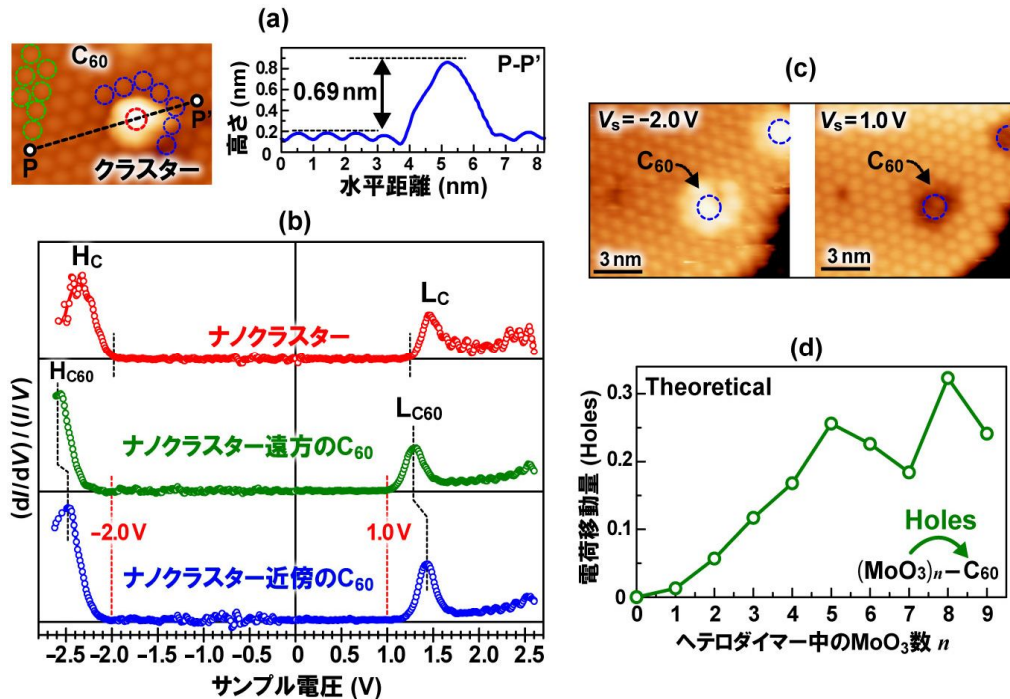 (a)
C₆₀
P
P'
クラスター
P-P'
0.69 nm
高さ (nm)
0.8
0.6
0.4
0.2
0
0 1 2 3 4 5 6 7 8
水平距離 (nm)
(b)
H_C
L_C
ナノクラスター
H_C60
L_C60
ナノクラスター遠方のC₆₀
−2.0 V
1.0 V
ナノクラスター近傍のC₆₀
(dI/dV) / (I/V)
−2.5 −2.0 −1.5 −1.0 −0.5 0 0.5 1.0 1.5 2.0 2.5
サンプル電圧 (V)
(c)
Vₛ = −2.0 V
C₆₀
3 nm
Vₛ = 1.0 V
C₆₀
3 nm
(d)
Theoretical
電荷移動量 (Holes)
0.3
0.2
0.1
0
Holes
(MoO₃)ₙ−C₆₀
0 1 2 3 4 5 6 7 8 9
ヘテロダイマー中のMoO₃数 n